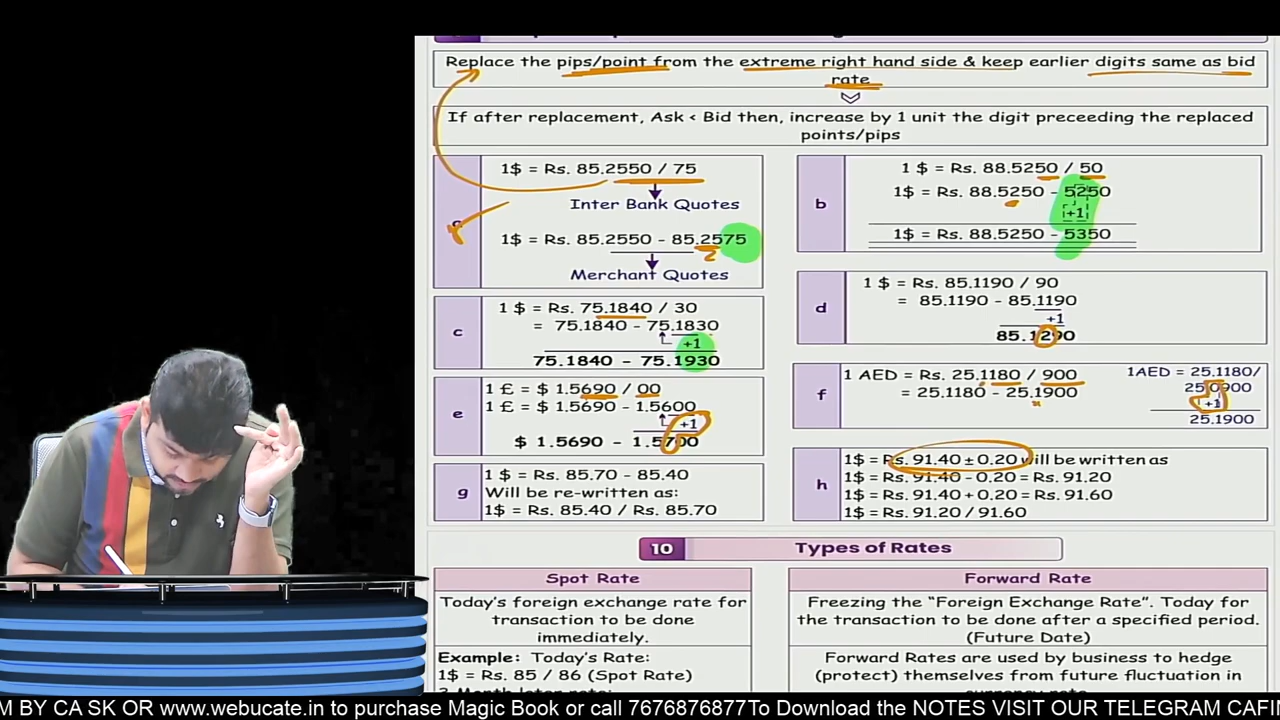 Replace the pips/point from the extreme right hand side & keep earlier digits same as bid
rate
If after replacement, Ask < Bid then, increase by 1 unit the digit preceeding the replaced
points/pips
1$ = Rs. 85.2550 / 75
Inter Bank Quotes
1$ = Rs. 85.2550 - 85.2575
Merchant Quotes
b
1 $ = Rs. 88.5250 / 50
1$ = Rs. 88.5250 - 5250
+1
1$ = Rs. 88.5250 - 5350
c
1 $ = Rs. 75.1840 / 30
= 75.1840 - 75.1830
+1
75.1840 - 75.1930
d
1 $ = Rs. 85.1190 / 90
= 85.1190 - 85.1190
+1
85.1290
e
1 £ = $ 1.5690 / 00
1 £ = $ 1.5690 - 1.5600
+1
$ 1.5690 - 1.5700
f
1 AED = Rs. 25.1180 / 900
= 25.1180 - 25.1900
1AED = 25.1180/
25.0900
+1
25.1900
g
1 $ = Rs. 85.70 - 85.40
Will be re-written as:
1$ = Rs. 85.40 / Rs. 85.70
h
1$ = Rs. 91.40 ± 0.20 will be written as
1$ = Rs. 91.40 - 0.20 = Rs. 91.20
1$ = Rs. 91.40 + 0.20 = Rs. 91.60
1$ = Rs. 91.20 / 91.60
10 Types of Rates
Spot Rate
Today's foreign exchange rate for
transaction to be done
immediately.
Example: Today's Rate:
1$ = Rs. 85 / 86 (Spot Rate)
Forward Rate
Freezing the "Foreign Exchange Rate". Today for
the transaction to be done after a specified period.
(Future Date)
Forward Rates are used by business to hedge
(protect) themselves from future fluctuation in
M BY CA SK OR www.webucate.in to purchase Magic Book or call 7676876877To Download the NOTES VISIT OUR TELEGRAM CAFI